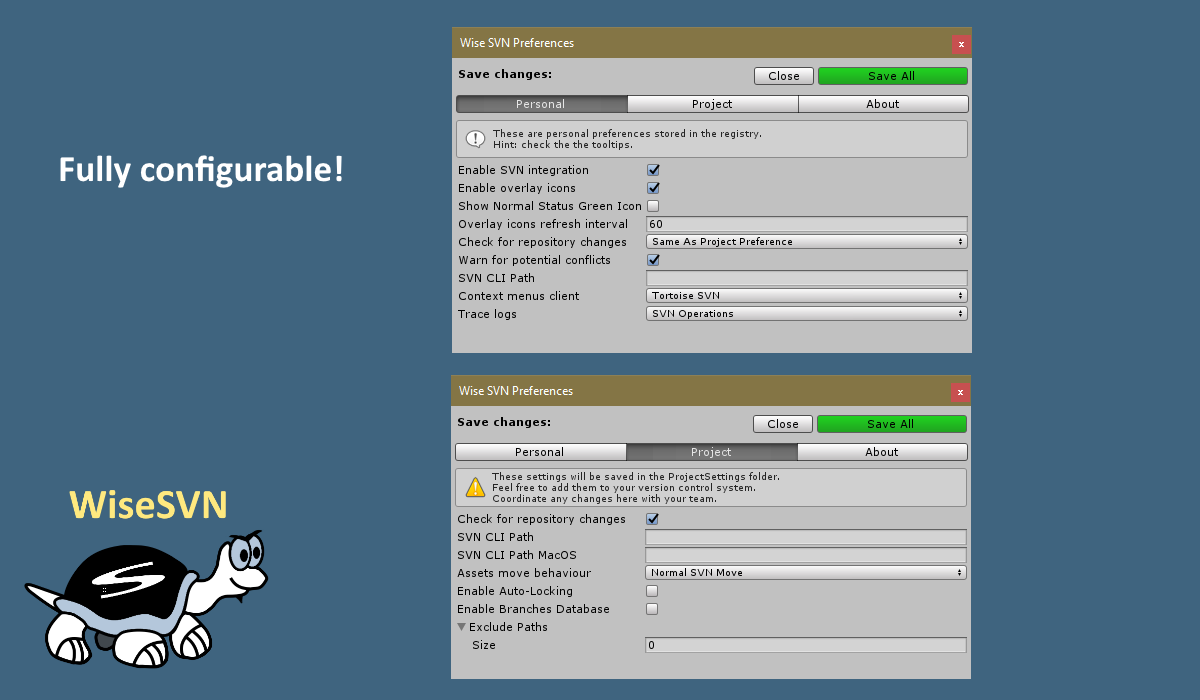 Fully configurable!
Wise SVN Preferences
x
Save changes:
Close
Save All
Personal
Project
About
These are personal preferences stored in the registry.
Hint: check the the tooltips.
Enable SVN integration
Enable overlay icons
Show Normal Status Green Icon
Overlay icons refresh interval 60
Check for repository changes Same As Project Preference
Warn for potential conflicts
SVN CLI Path
Context menus client Tortoise SVN
Trace logs SVN Operations
Wise SVN Preferences
x
Save changes:
Close
Save All
Personal
Project
About
These settings will be saved in the ProjectSettings folder.
Feel free to add them to your version control system.
Coordinate any changes here with your team.
Check for repository changes
SVN CLI Path
SVN CLI Path MacOS
Assets move behaviour Normal SVN Move
Enable Auto-Locking
Enable Branches Database
Exclude Paths
Size 0
WiseSVN